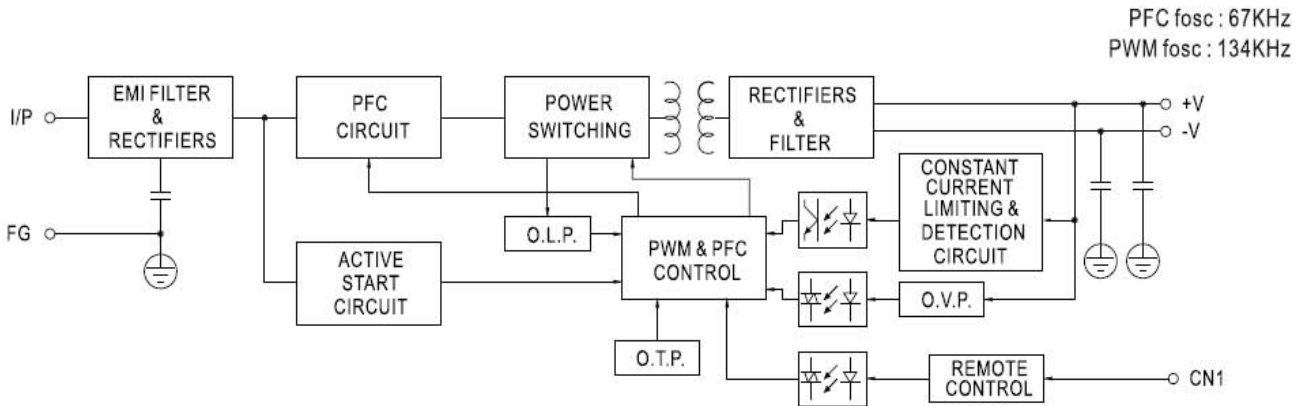 PFC fosc : 67KHz
PWM fosc : 134KHz
I/P
EMI FILTER
&
RECTIFIERS
PFC
CIRCUIT
POWER
SWITCHING
RECTIFIERS
&
FILTER
+V
-V
CONSTANT
CURRENT
LIMITING &
DETECTION
CIRCUIT
FG
O.L.P.
PWM & PFC
CONTROL
ACTIVE
START
CIRCUIT
O.V.P.
O.T.P.
REMOTE
CONTROL
CN1